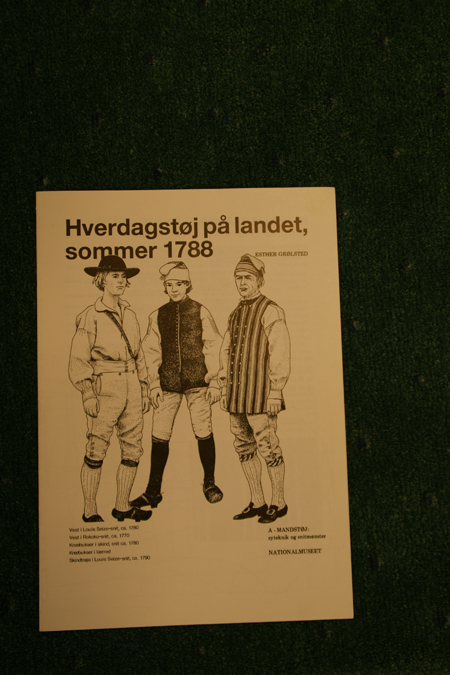 Hverdagstøj på landet,
sommer 1788
ESTHER GRØLSTED
Vest i Louis Seize-snit, ca. 1780
Vest i Rokoko-snit, ca. 1770
Knæbukser i skind, snit ca. 1780
Knæbukser i lærred
Skindtrøje i Louis Seize-snit, ca. 1790
A - MANDSTØJ:
syteknik og snitmønster
NATIONALMUSEET